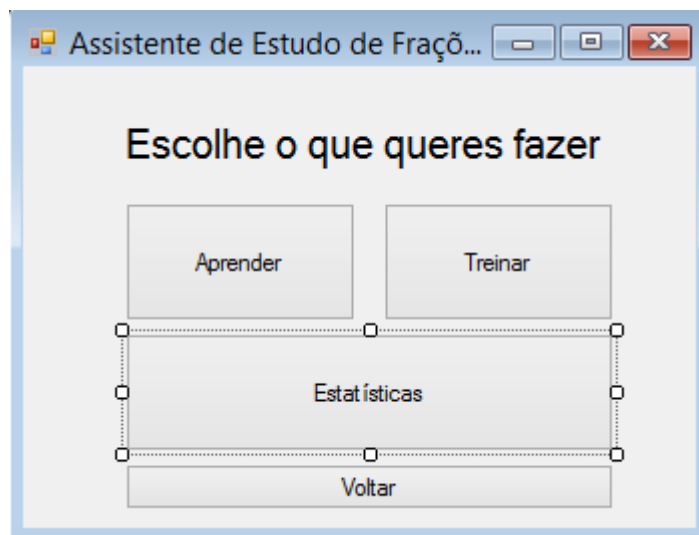 Assistente de Estudo de Fraçõ...
Escolhe o que queres fazer
Aprender
Treinar
Estatísticas
Voltar